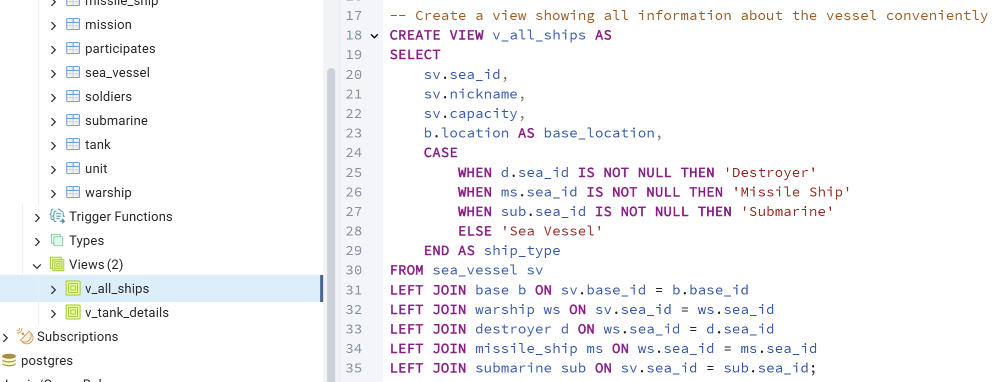 missile_ship
mission
participates
sea_vessel
soldiers
submarine
tank
unit
warship
Trigger Functions
Types
Views (2)
v_all_ships
v_tank_details
Subscriptions
postgres
17 -- Create a view showing all information about the vessel conveniently
18 CREATE VIEW v_all_ships AS
19 SELECT
20 sv.sea_id,
21 sv.nickname,
22 sv.capacity,
23 b.location AS base_location,
24 CASE
25 WHEN d.sea_id IS NOT NULL THEN 'Destroyer'
26 WHEN ms.sea_id IS NOT NULL THEN 'Missile Ship'
27 WHEN sub.sea_id IS NOT NULL THEN 'Submarine'
28 ELSE 'Sea Vessel'
29 END AS ship_type
30 FROM sea_vessel sv
31 LEFT JOIN base b ON sv.base_id = b.base_id
32 LEFT JOIN warship ws ON sv.sea_id = ws.sea_id
33 LEFT JOIN destroyer d ON ws.sea_id = d.sea_id
34 LEFT JOIN missile_ship ms ON ws.sea_id = ms.sea_id
35 LEFT JOIN submarine sub ON sv.sea_id = sub.sea_id;